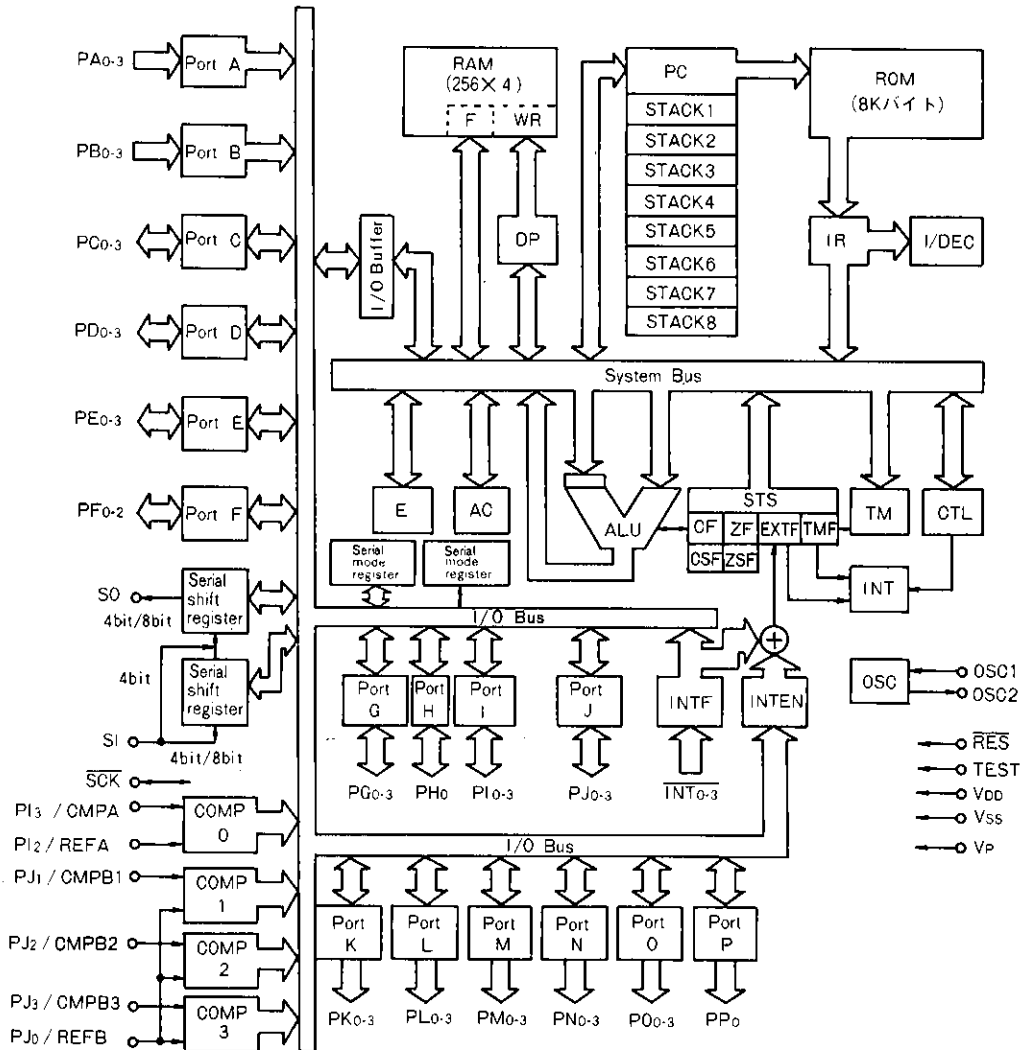 PA0-3
Port A
PB0-3
Port B
PC0-3
Port C
PD0-3
Port D
PE0-3
Port E
PF0-2
Port F
SO
4bit/8bit
Serial
shift
register
4bit
Serial
shift
register
SI
4bit/8bit
SCK
PI3 / CMPA
COMP
0
PI2 / REFA
PJ1 / CMPB1
COMP
1
PJ2 / CMPB2
COMP
2
PJ3 / CMPB3
COMP
3
PJ0 / REFB
I/O Buffer
RAM
(256×4)
F
WR
DP
PC
STACK1
STACK2
STACK3
STACK4
STACK5
STACK6
STACK7
STACK8
ROM
(8Kバイト)
IR
I/DEC
System Bus
E
AC
ALU
STS
CF
ZF
EXTF
TMF
CSF
ZSF
TM
CTL
INT
Serial
mode
register
Serial
mode
register
I/O Bus
Port
G
Port
H
Port
I
Port
J
INTF
INTEN
PG0-3
PH0
PI0-3
PJ0-3
INT0-3
OSC
OSC1
OSC2
RES
TEST
VDD
VSS
VP
I/O Bus
Port
K
Port
L
Port
M
Port
N
Port
O
Port
P
PK0-3
PL0-3
PM0-3
PN0-3
PO0-3
PP0